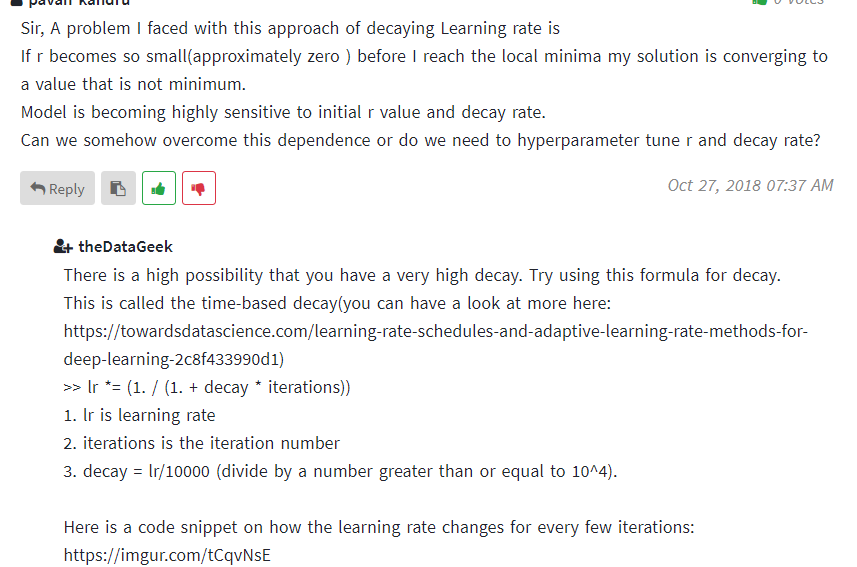 pavan kandru
0 votes
Sir, A problem I faced with this approach of decaying Learning rate is
If r becomes so small(approximately zero ) before I reach the local minima my solution is converging to
a value that is not minimum.
Model is becoming highly sensitive to initial r value and decay rate.
Can we somehow overcome this dependence or do we need to hyperparameter tune r and decay rate?
Reply
Oct 27, 2018 07:37 AM
theDataGeek
There is a high possibility that you have a very high decay. Try using this formula for decay.
This is called the time-based decay(you can have a look at more here:
https://towardsdatascience.com/learning-rate-schedules-and-adaptive-learning-rate-methods-for-
deep-learning-2c8f433990d1)
>> lr *= (1. / (1. + decay * iterations))
1. lr is learning rate
2. iterations is the iteration number
3. decay = lr/10000 (divide by a number greater than or equal to 10^4).
Here is a code snippet on how the learning rate changes for every few iterations:
https://imgur.com/tCqvNsE